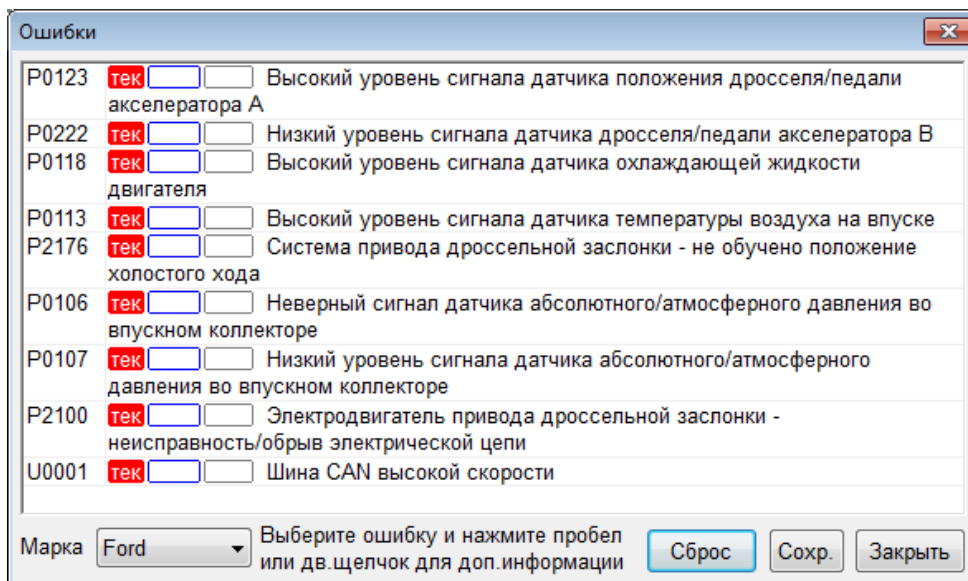 Ошибки
P0123 тек Высокий уровень сигнала датчика положения дросселя/педали
акселератора А
P0222 тек Низкий уровень сигнала датчика дросселя/педали акселератора В
P0118 тек Высокий уровень сигнала датчика охлаждающей жидкости
двигателя
P0113 тек Высокий уровень сигнала датчика температуры воздуха на впуске
P2176 тек Система привода дроссельной заслонки - не обучено положение
холостого хода
P0106 тек Неверный сигнал датчика абсолютного/атмосферного давления во
впускном коллекторе
P0107 тек Низкий уровень сигнала датчика абсолютного/атмосферного
давления во впускном коллекторе
P2100 тек Электродвигатель привода дроссельной заслонки -
неисправность/обрыв электрической цепи
U0001 тек Шина CAN высокой скорости
Марка Ford Выберите ошибку и нажмите пробел
или дв.щелчок для доп.информации
Сброс Сохр. Закрыть